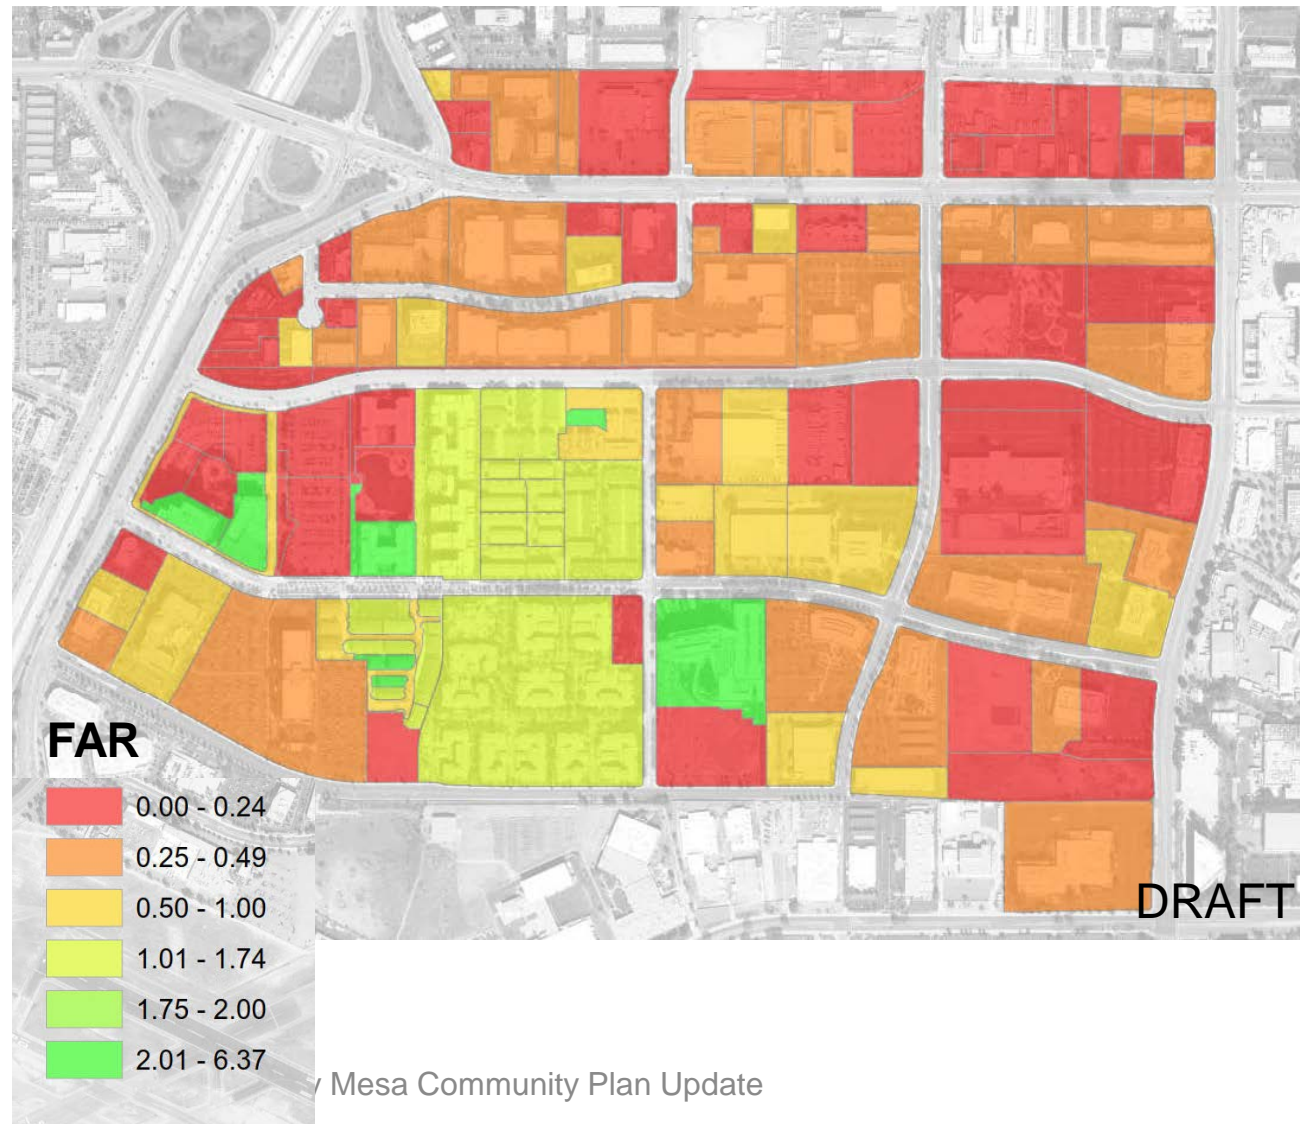 FAR
0.00 - 0.24
0.25 - 0.49
0.50 - 1.00
1.01 - 1.74
1.75 - 2.00
2.01 - 6.37
DRAFT
Mesa Community Plan Update